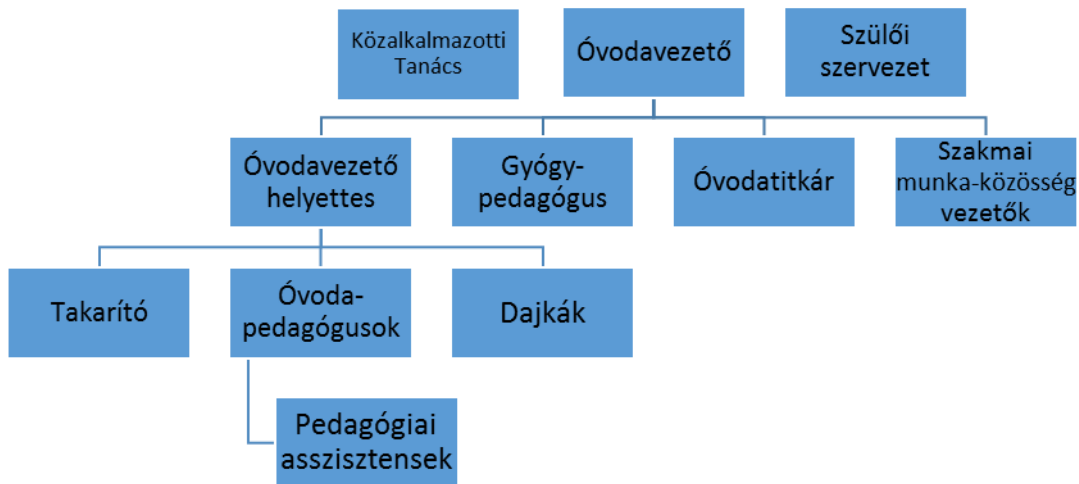 Közalkalmazotti
Tanács
Óvodavezető
Szülői
szervezet
Óvodavezető
helyettes
Gyógy-
pedagógus
Óvodatitkár
Szakmai
munka-közösség
vezetők
Takarító
Óvoda-
pedagógusok
Dajkák
Pedagógiai
asszisztensek